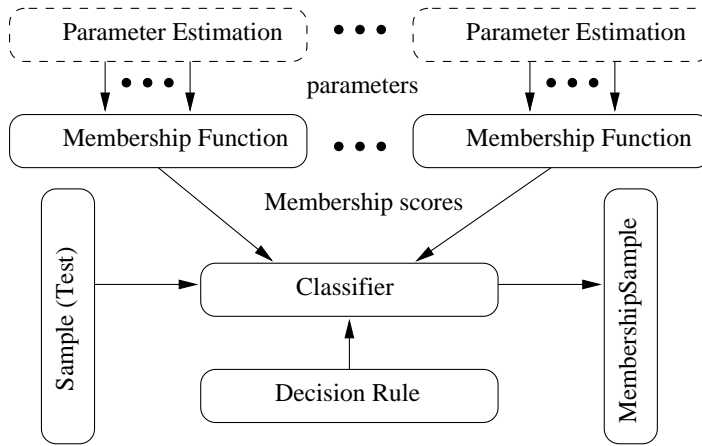 Parameter Estimation
Parameter Estimation
parameters
Membership Function
Membership Function
Membership scores
Sample (Test)
Classifier
MembershipSample
Decision Rule